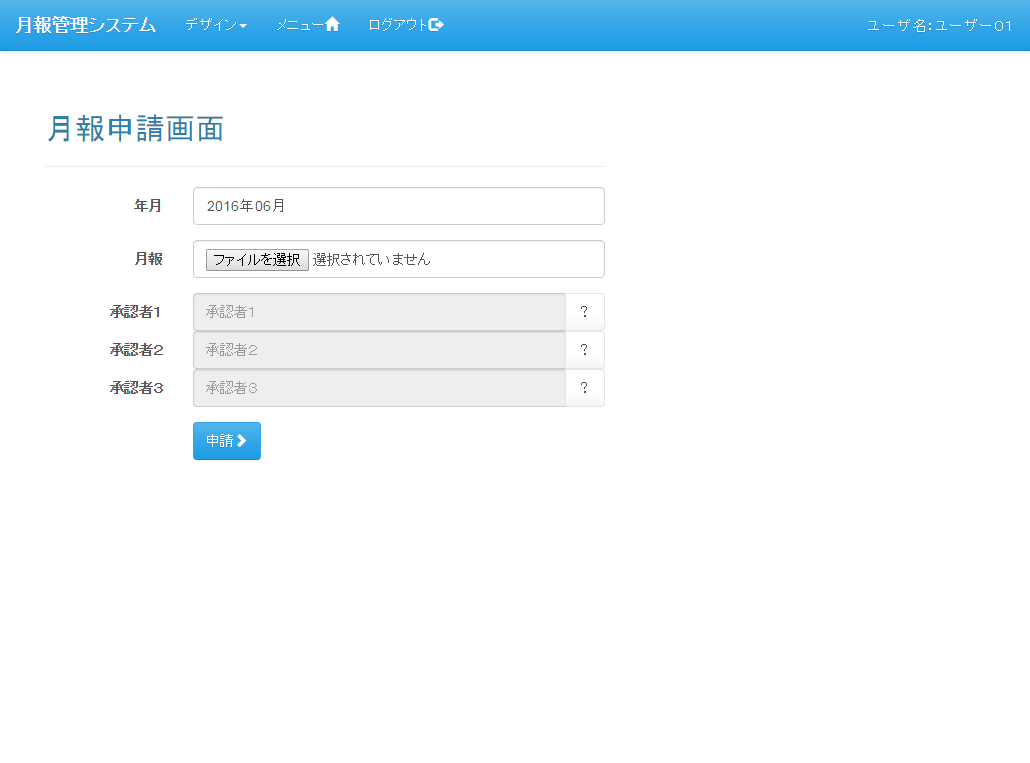 月報管理システム デザイン メニュー ログアウト ユーザ名:ユーザー01
月報申請画面
年月 2016年06月
月報 ファイルを選択 選択されていません
承認者1 承認者1 ?
承認者2 承認者2 ?
承認者3 承認者3 ?
申請